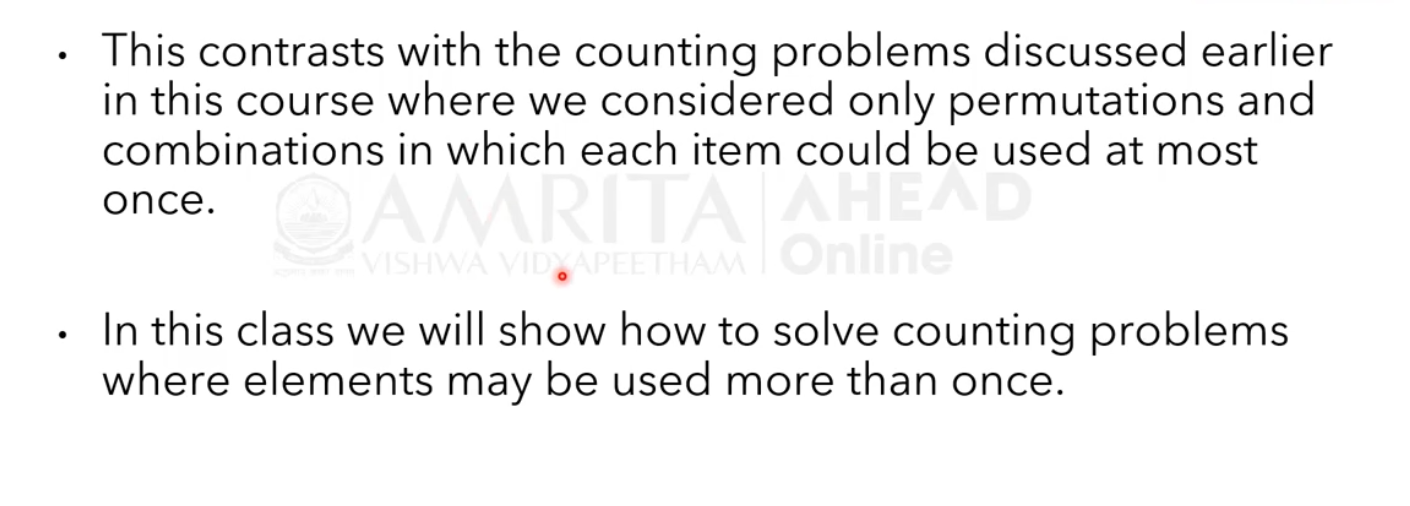 • This contrasts with the counting problems discussed earlier
in this course where we considered only permutations and
combinations in which each item could be used at most
once.
AMRITA AHEAD
VISHWA VIDYAPEETHAM Online
• In this class we will show how to solve counting problems
where elements may be used more than once.